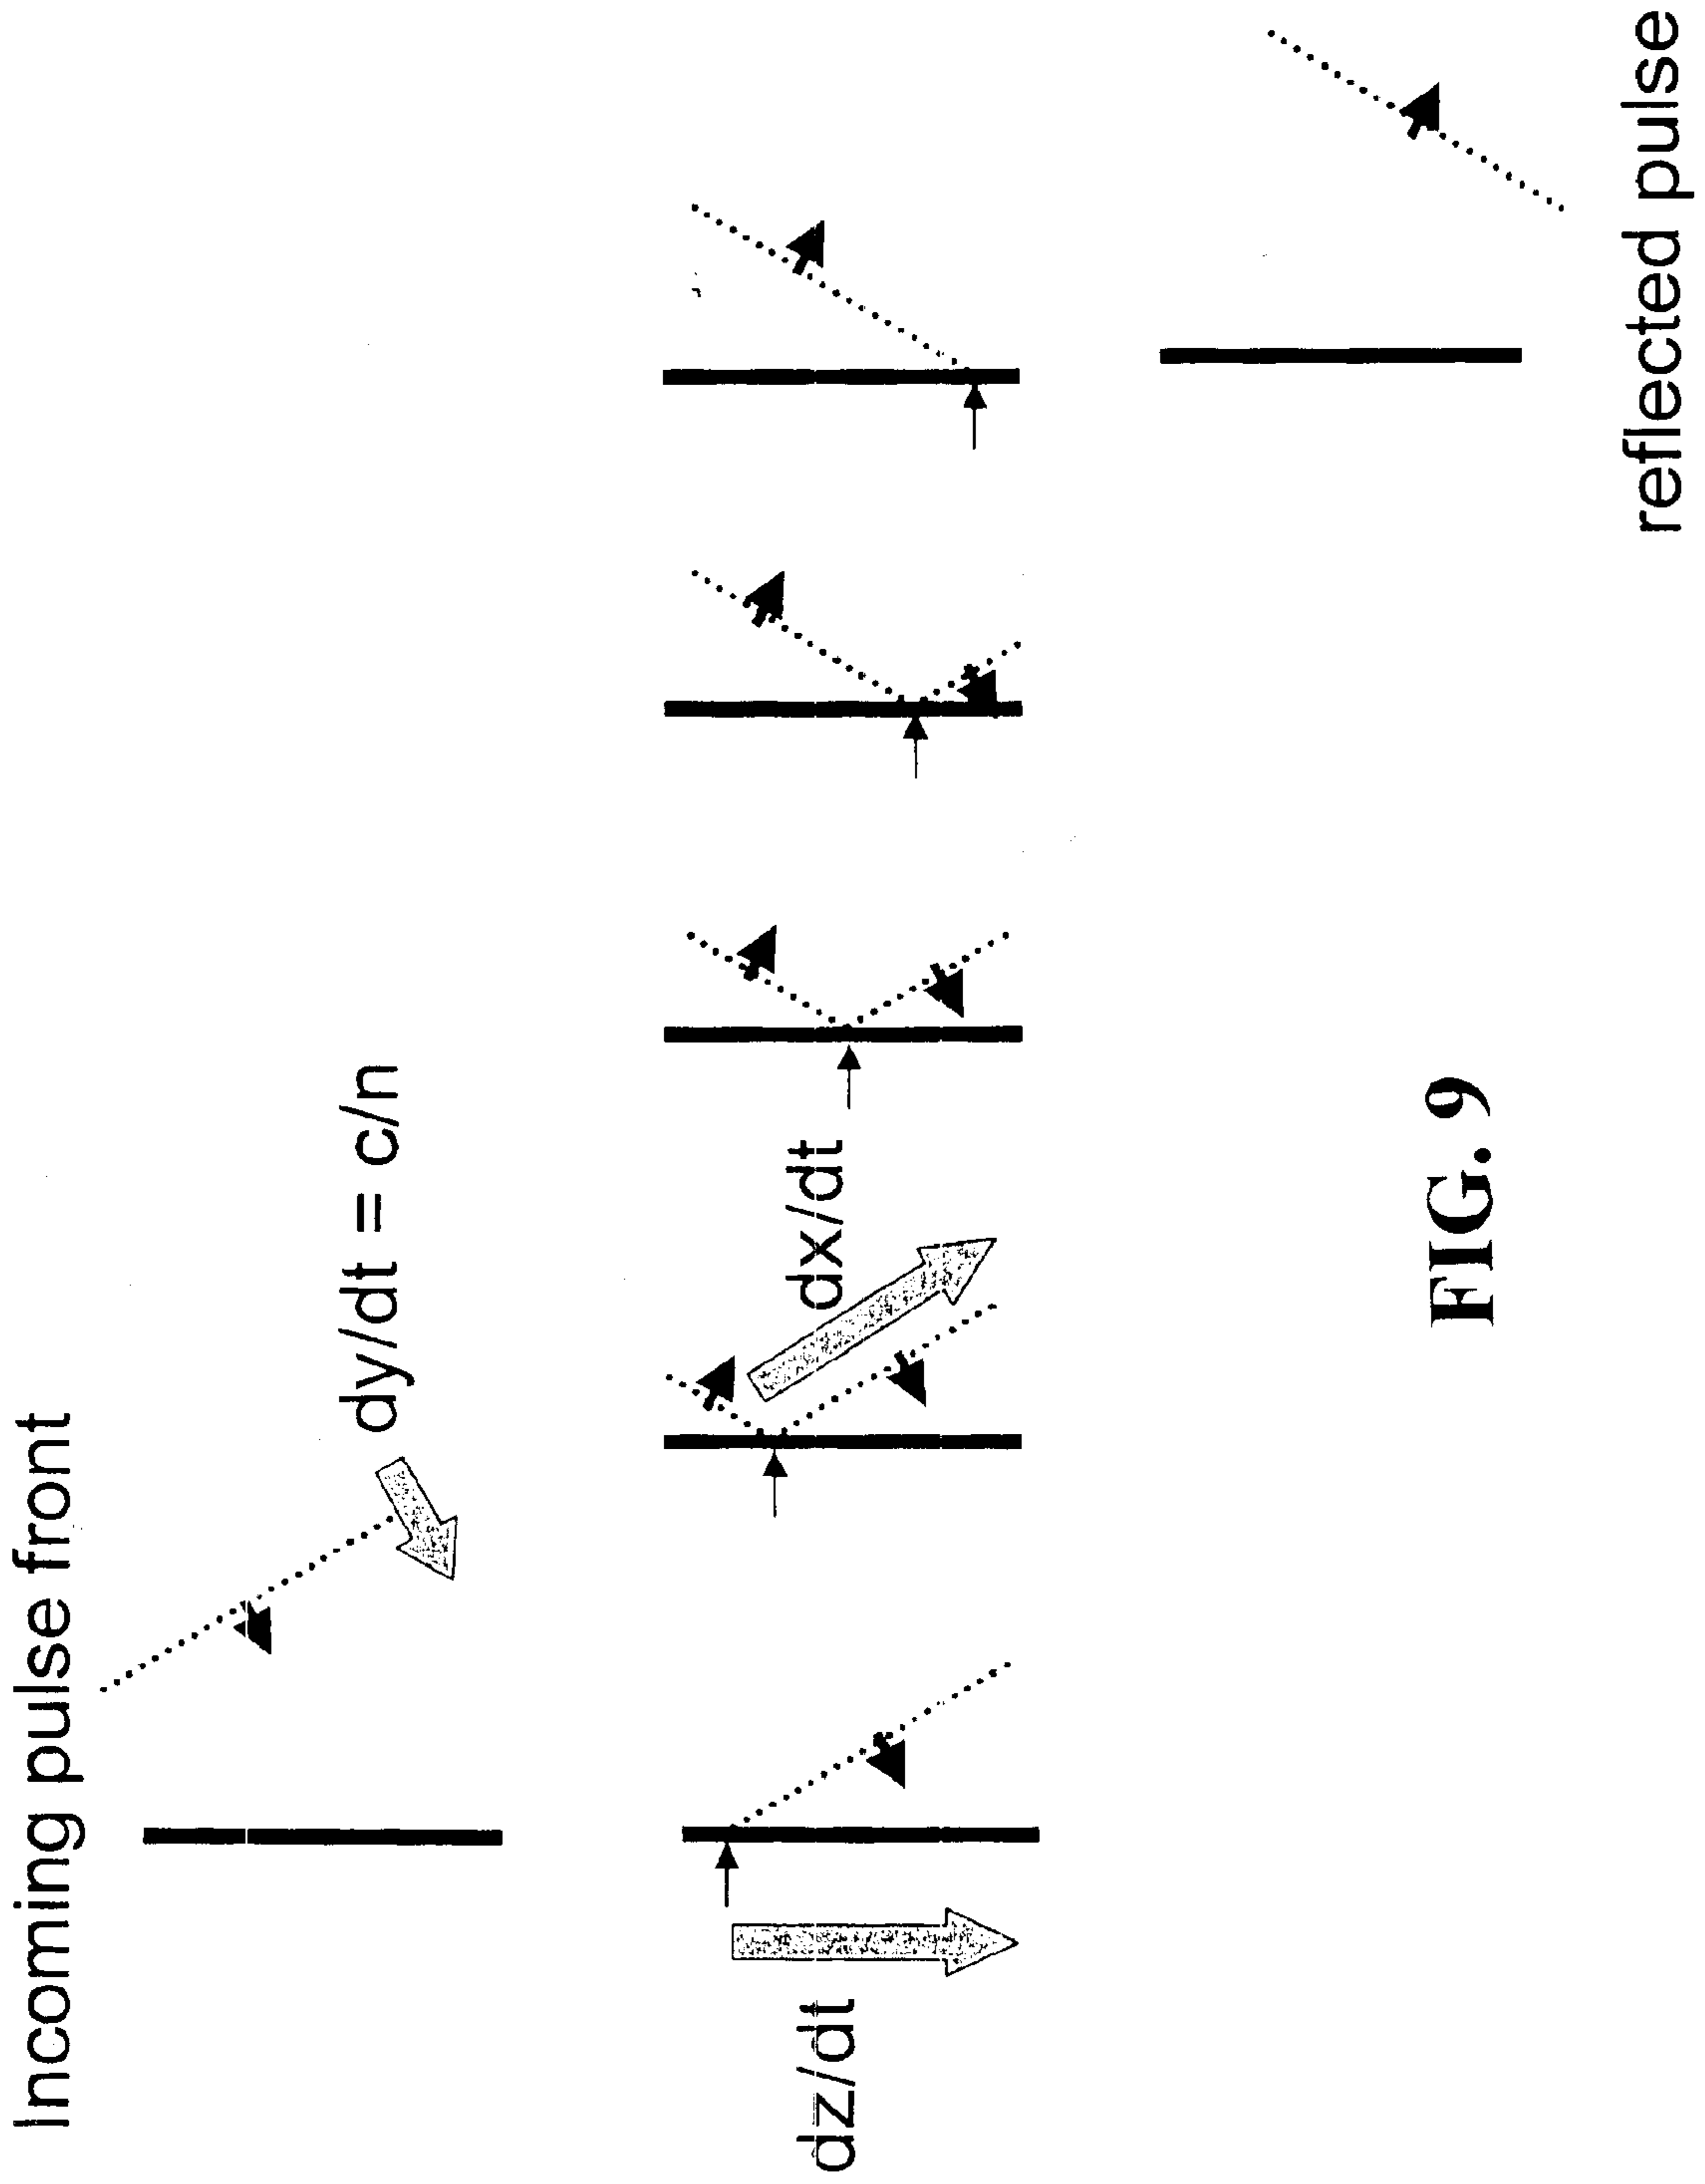 Incoming pulse front
dy/dt = c/n
dz/dt
dx/dt
reflected pulse
FIG. 9